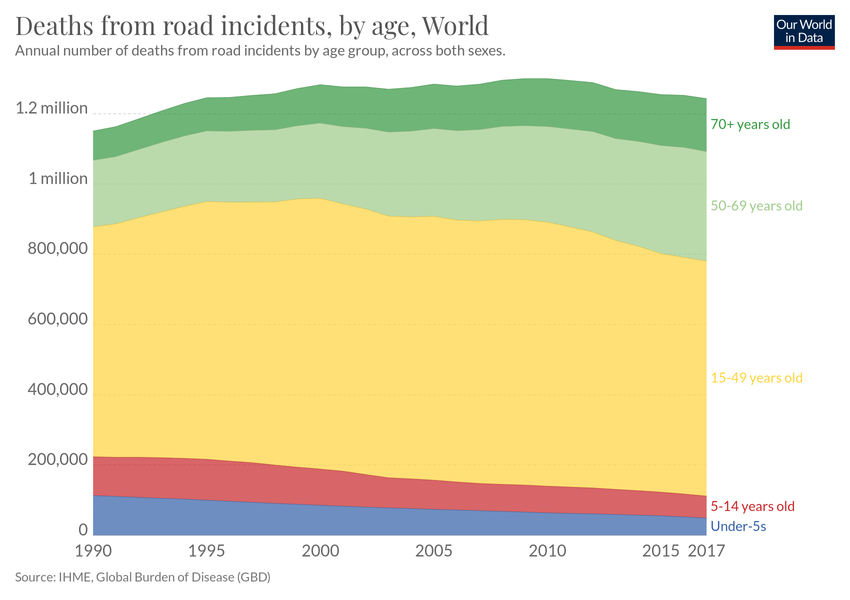 Deaths from road incidents, by age, World
Annual number of deaths from road incidents by age group, across both sexes.
Our World
in Data
1.2 million
1 million
800,000
600,000
400,000
200,000
0
70+ years old
50-69 years old
15-49 years old
5-14 years old
Under-5s
1990
1995
2000
2005
2010
2015
2017
Source: IHME, Global Burden of Disease (GBD)